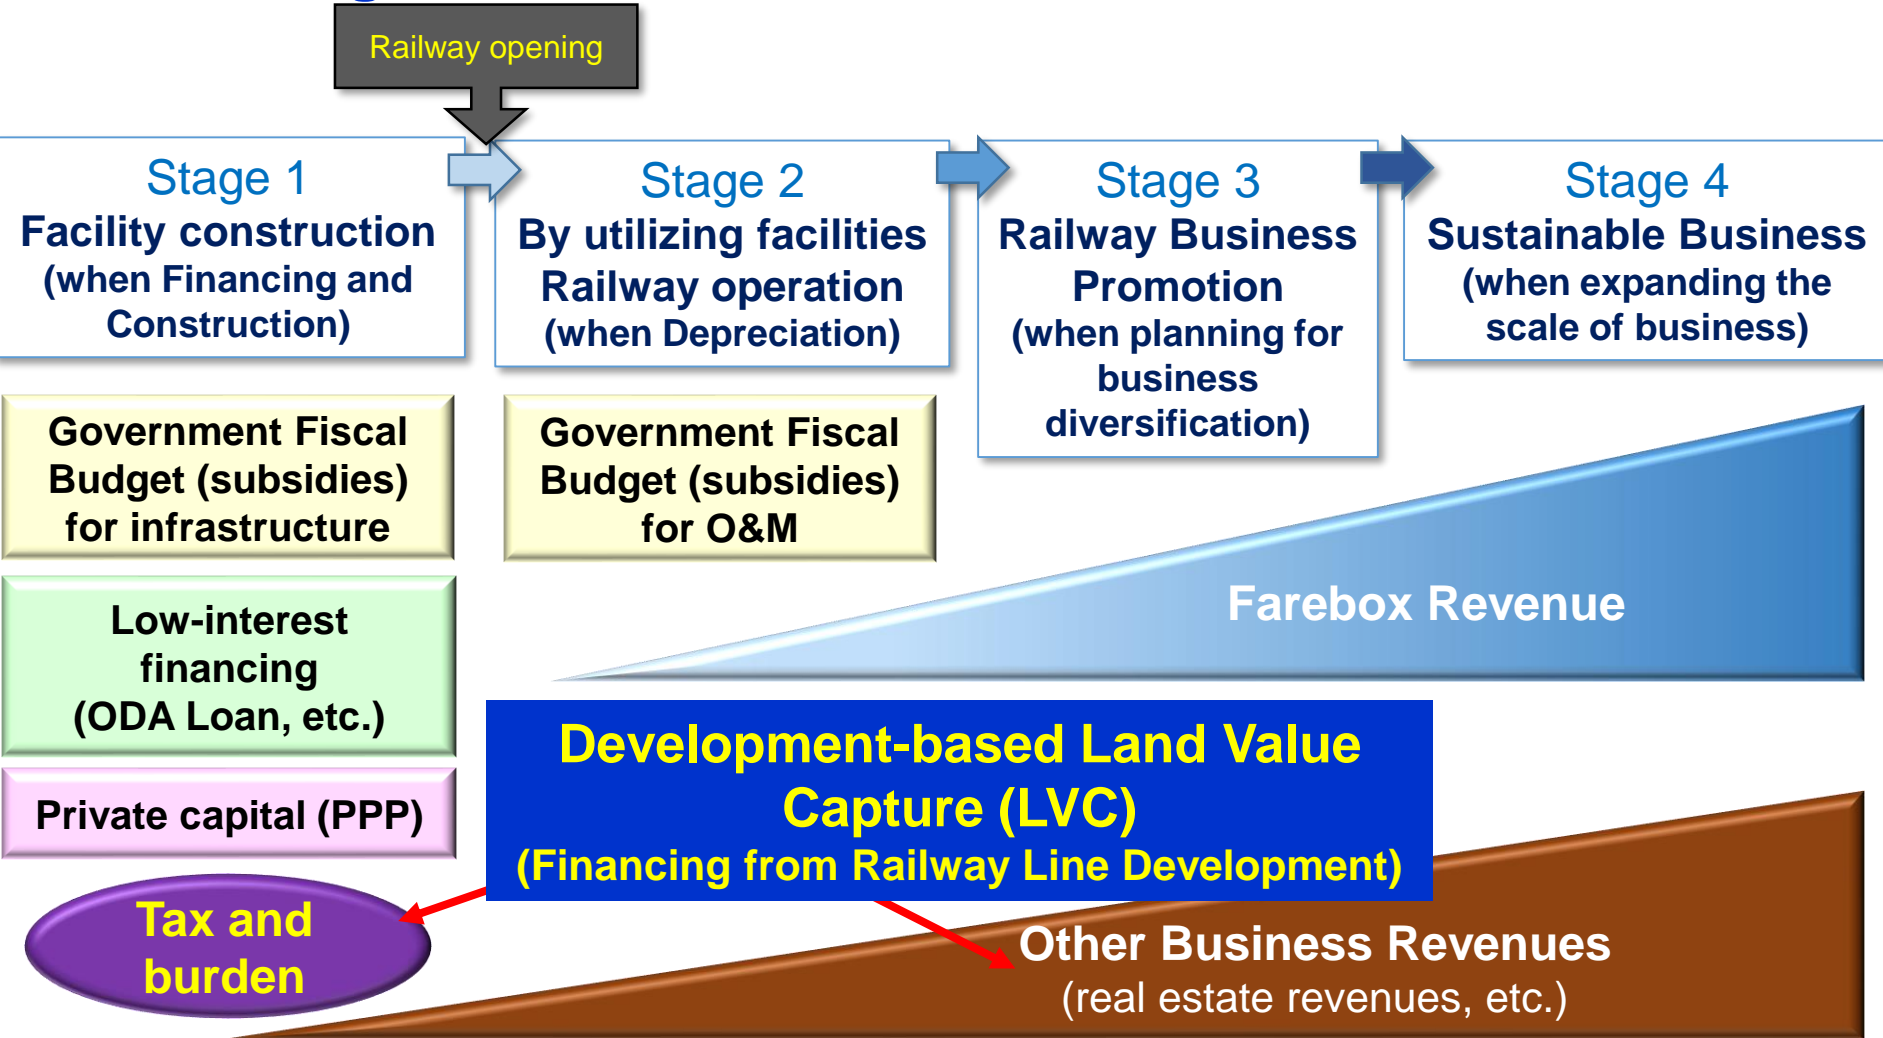 Railway opening
Stage 1
Facility construction
(when Financing and
Construction)
Stage 2
By utilizing facilities
Railway operation
(when Depreciation)
Stage 3
Railway Business
Promotion
(when planning for
business
diversification)
Stage 4
Sustainable Business
(when expanding the
scale of business)
Government Fiscal
Budget (subsidies)
for infrastructure
Government Fiscal
Budget (subsidies)
for O&M
Low-interest
financing
(ODA Loan, etc.)
Private capital (PPP)
Tax and
burden
Farebox Revenue
Development-based Land Value
Capture (LVC)
(Financing from Railway Line Development)
Other Business Revenues
(real estate revenues, etc.)